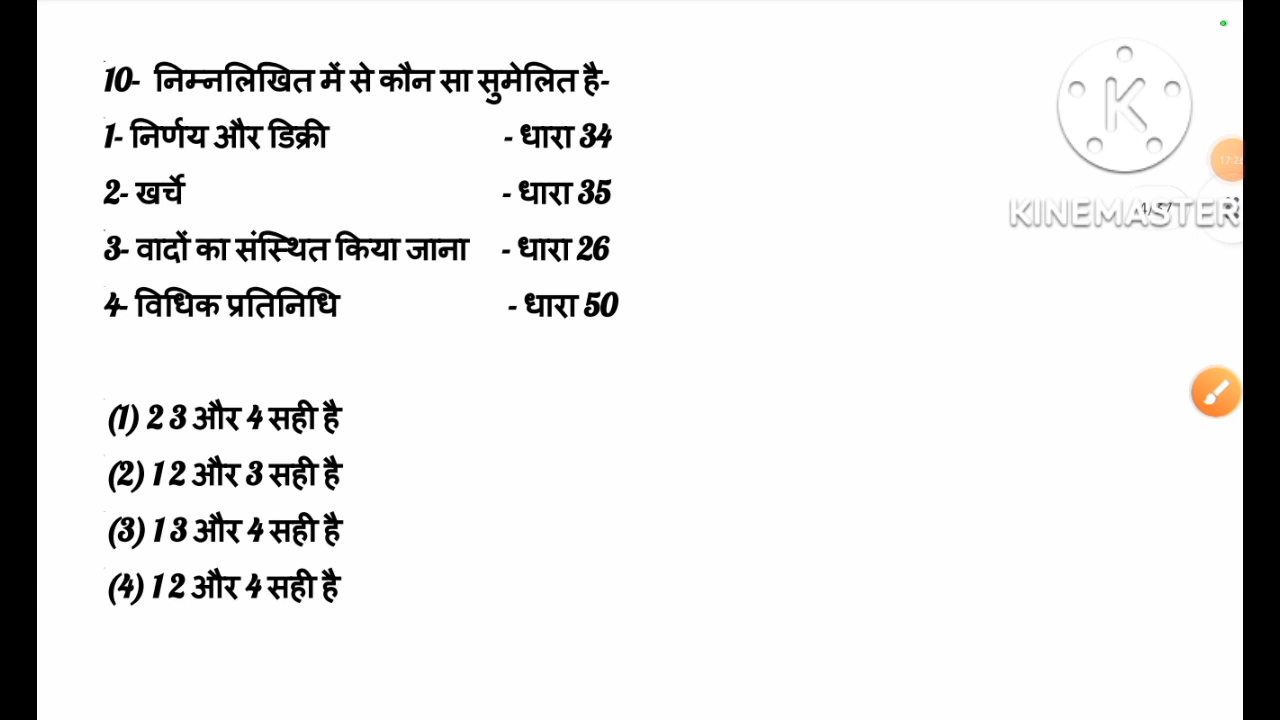 10- निम्नलिखित में से कौन सा सुमेलित है-
1- निर्णय और डिक्री - धारा 34
2- खर्चे - धारा 35
3- वादों का संस्थित किया जाना - धारा 26
4- विधिक प्रतिनिधि - धारा 50
(1) 2 3 और 4 सही है
(2) 1 2 और 3 सही है
(3) 1 3 और 4 सही है
(4) 1 2 और 4 सही है
KINEMASTER